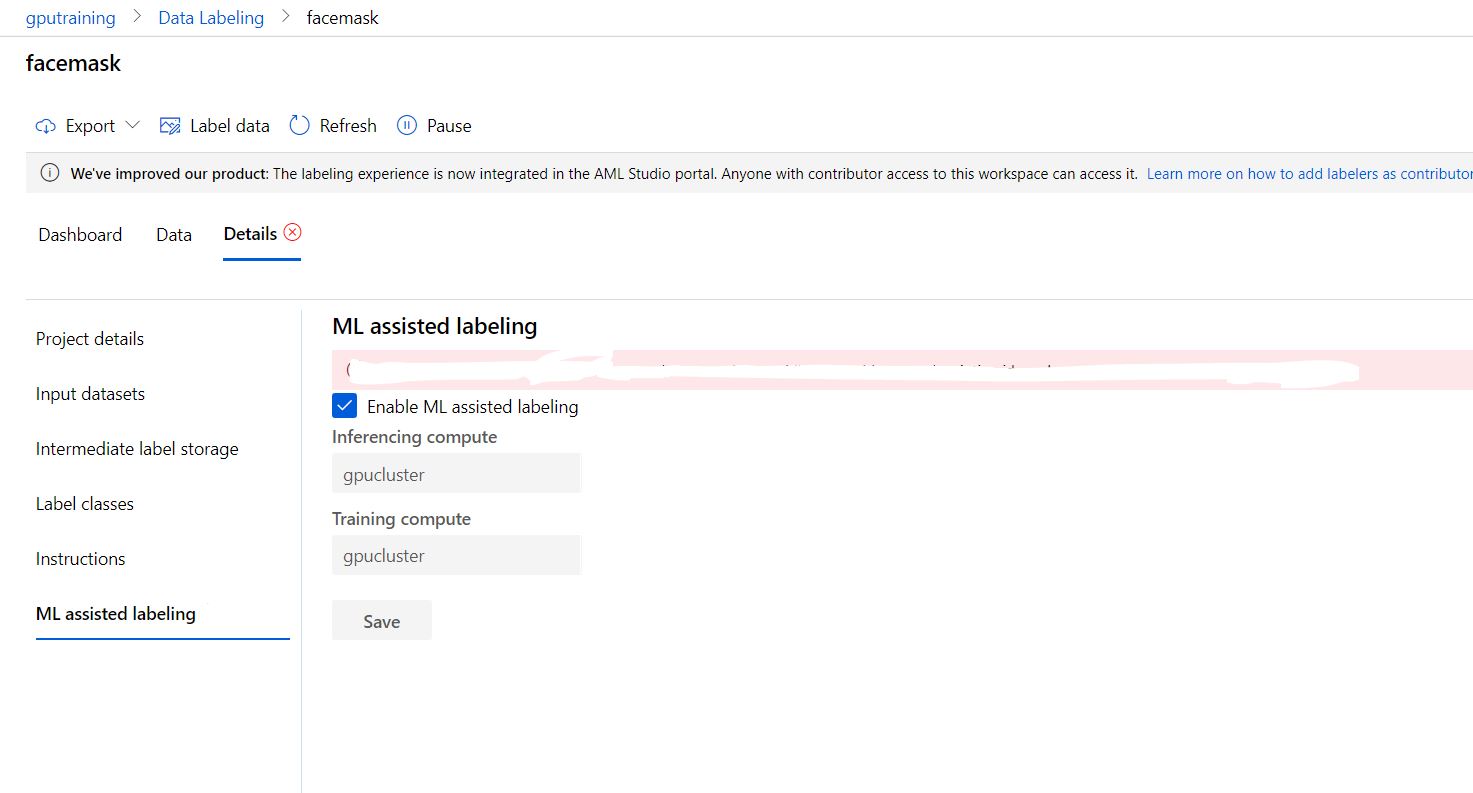 gputraining > Data Labeling > facemask
facemask
Export Label data Refresh Pause
We've improved our product: The labeling experience is now integrated in the AML Studio portal. Anyone with contributor access to this workspace can access it. Learn more on how to add labelers as contributor
Dashboard Data Details
Project details
Input datasets
Intermediate label storage
Label classes
Instructions
ML assisted labeling
ML assisted labeling
Enable ML assisted labeling
Inferencing compute
gpucluster
Training compute
gpucluster
Save